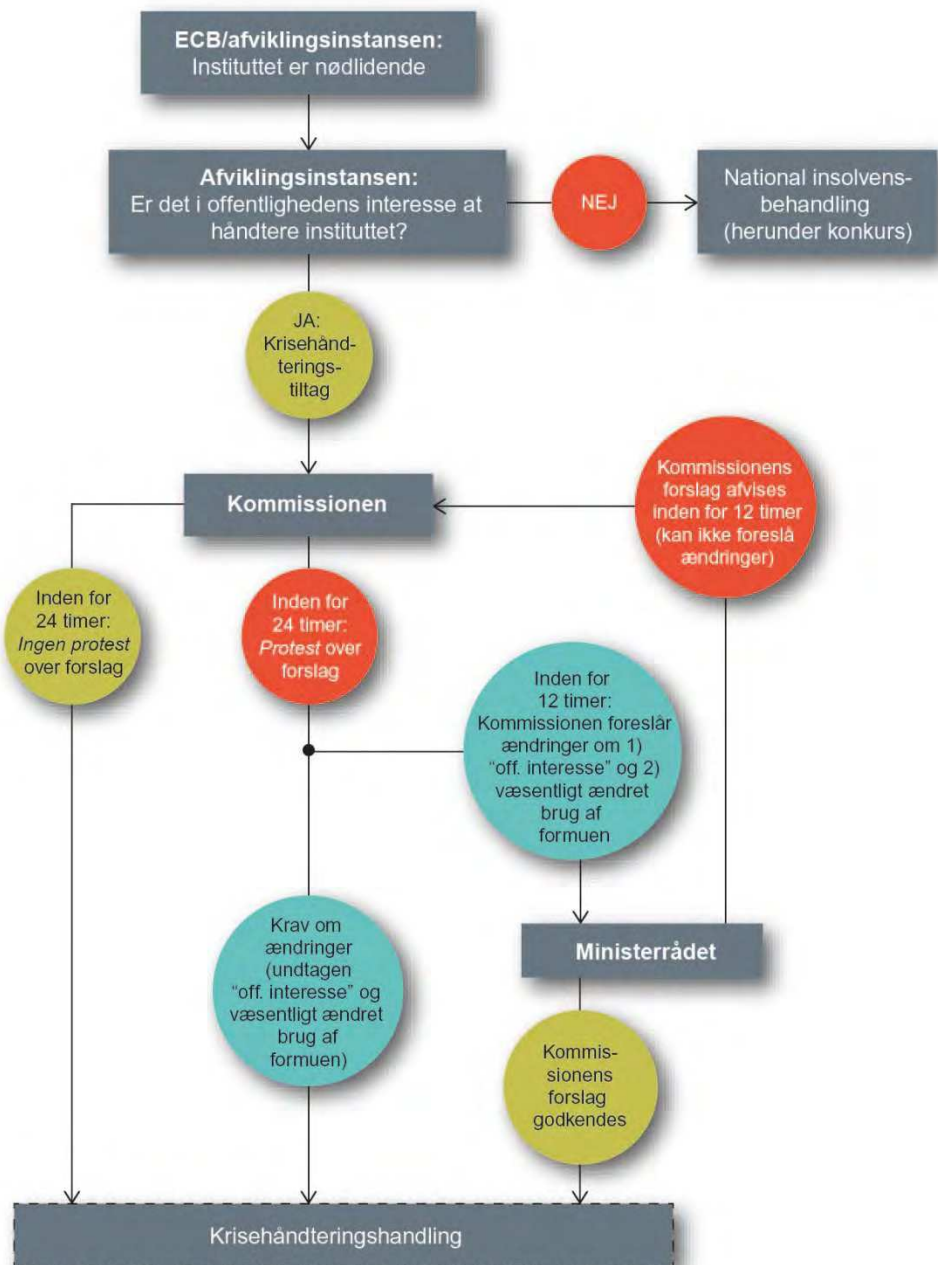 ECB/afviklingsinstansen:
Instituttet er nødlidende
Afviklingsinstansen:
Er det i offentlighedens interesse at
håndtere instituttet?
NEJ
National insolvens-
behandling
(herunder konkurs)
JA:
Krisehånd-
terings-
tiltag
Kommissionen
Kommissionens
forslag afvises
inden for 12 timer
(kan ikke foreslå
ændringer)
Inden for
24 timer:
Ingen protest
over forslag
Inden for
24 timer:
Protest over
forslag
Inden for
12 timer:
Kommissionen foreslår
ændringer om 1)
"off. interesse" og 2)
væsentligt ændret
brug af
formuen
Krav om
ændringer
(undtagen
"off. interesse" og
væsentligt ændret
brug af
formuen)
Ministerrådet
Kommis-
sionens
forslag
godkendes
Krisehåndteringshandling